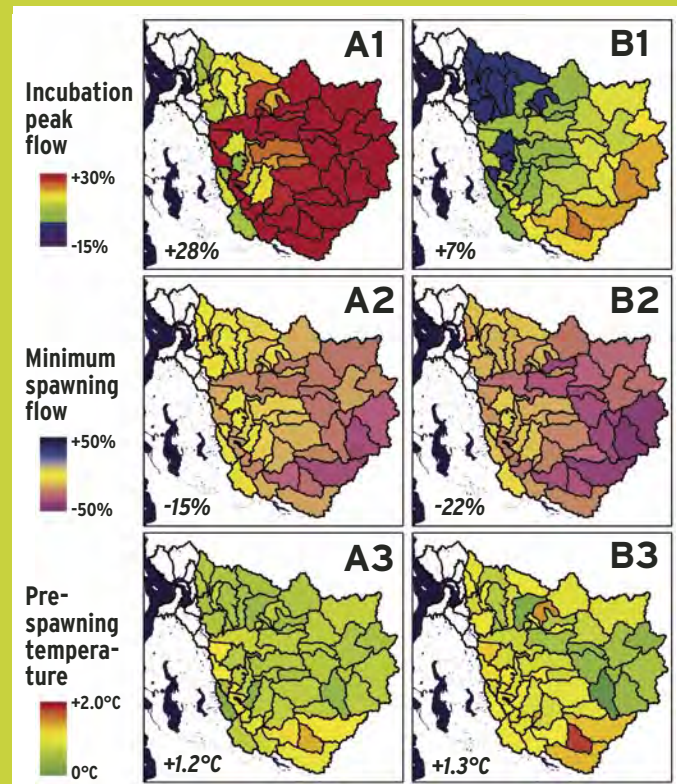 A1
B1
Incubation
peak
flow
+30%
-15%
+28%
+7%
A2
B2
Minimum
spawning
flow
+50%
-50%
-15%
-22%
A3
B3
Pre-
spawning
tempera-
ture
+2.0°C
0°C
+1.2°C
+1.3°C